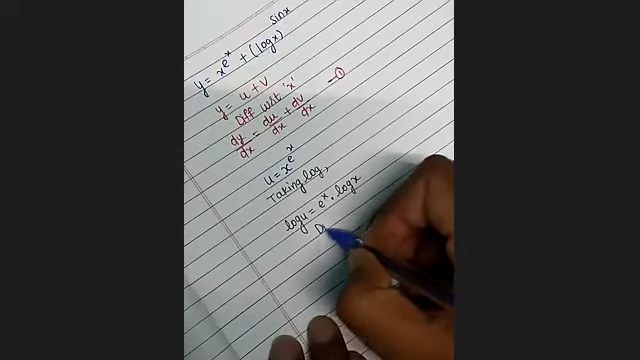 y = x^{e^x} + (log x)^{sin x}
y = u + v
Diff w.r.t 'x'
dy/dx = du/dx + dv/dx —①
u = x^{e^x}
Taking log,
log u = e^x . log x
D